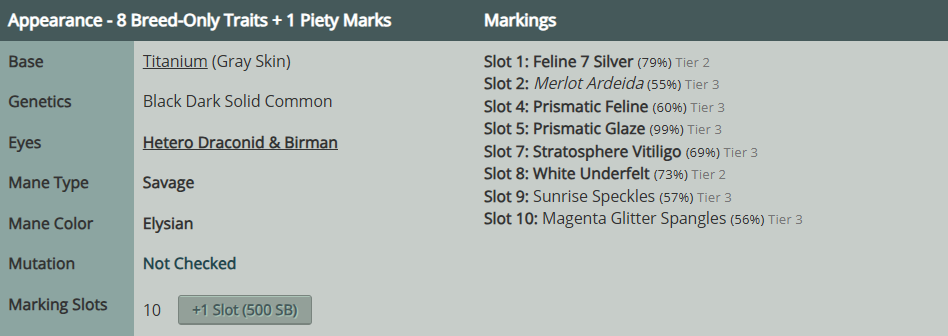 Appearance - 8 Breed-Only Traits + 1 Piety Marks
Base Titanium (Gray Skin)
Genetics Black Dark Solid Common
Eyes Hetero Draconid & Birman
Mane Type Savage
Mane Color Elysian
Mutation Not Checked
Marking Slots 10 +1 Slot (500 SB)
Markings
Slot 1: Feline 7 Silver (79%) Tier 2
Slot 2: Merlot Ardeida (55%) Tier 3
Slot 4: Prismatic Feline (60%) Tier 3
Slot 5: Prismatic Glaze (99%) Tier 3
Slot 7: Stratosphere Vitiligo (69%) Tier 3
Slot 8: White Underfelt (73%) Tier 2
Slot 9: Sunrise Speckles (57%) Tier 3
Slot 10: Magenta Glitter Spangles (56%) Tier 3